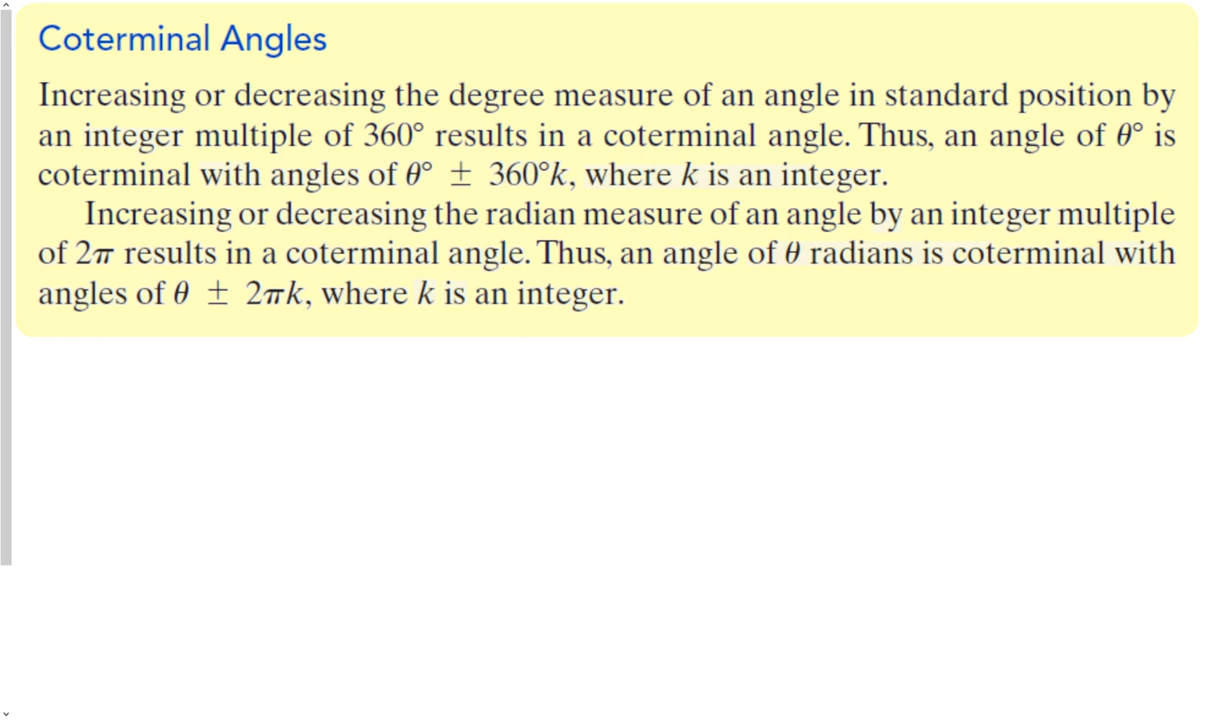 Coterminal Angles
Increasing or decreasing the degree measure of an angle in standard position by
an integer multiple of 360° results in a coterminal angle. Thus, an angle of θ° is
coterminal with angles of θ° ± 360°k, where k is an integer.
Increasing or decreasing the radian measure of an angle by an integer multiple
of 2π results in a coterminal angle. Thus, an angle of θ radians is coterminal with
angles of θ ± 2πk, where k is an integer.